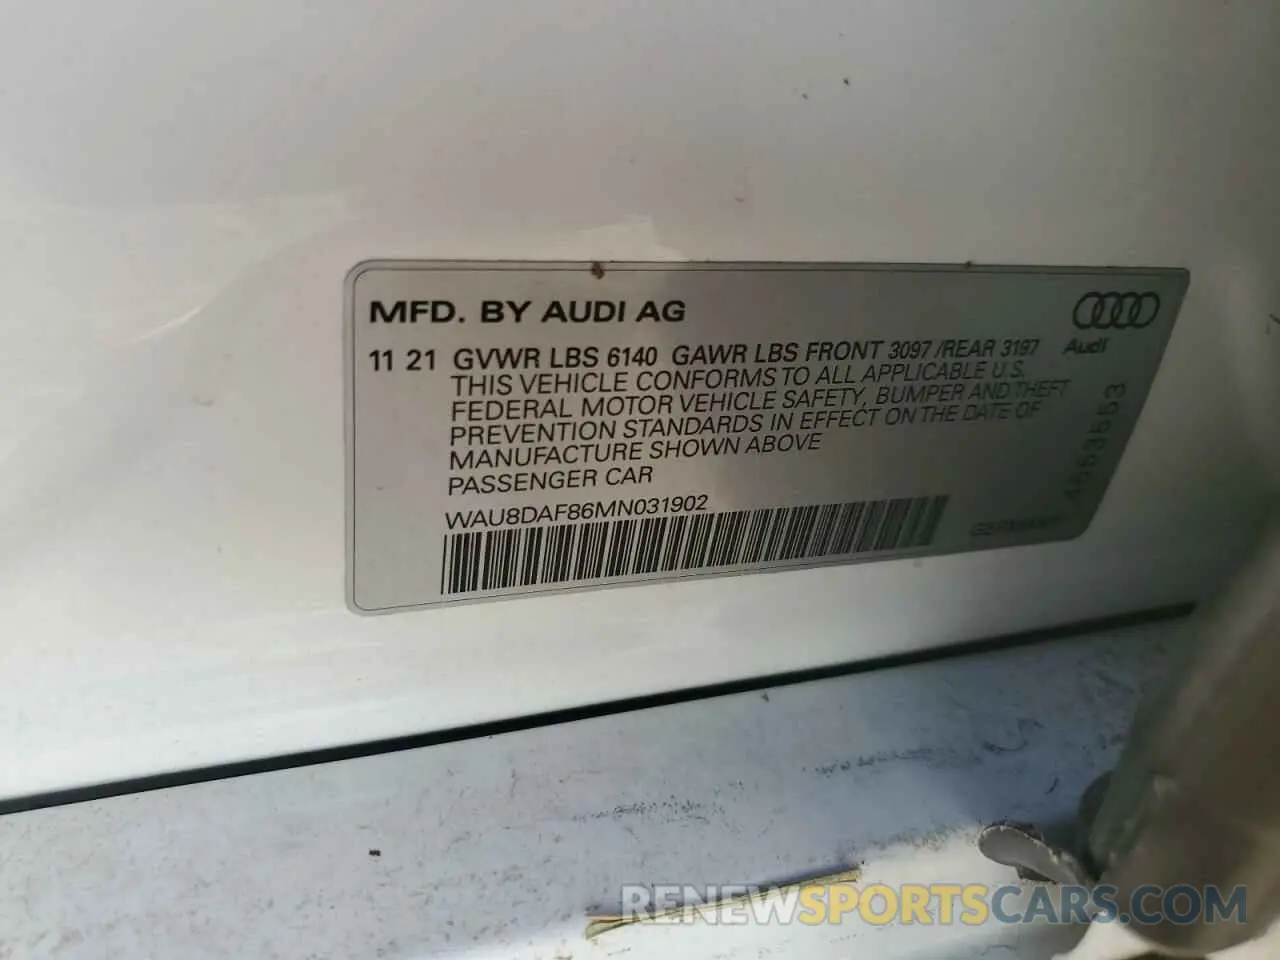 MFD. BY AUDI AG
11 21 GVWR LBS 6140 GAWR LBS FRONT 3097 /REAR 3197
Audi
THIS VEHICLE CONFORMS TO ALL APPLICABLE U.S.
FEDERAL MOTOR VEHICLE SAFETY, BUMPER AND THEFT
PREVENTION STANDARDS IN EFFECT ON THE DATE OF
MANUFACTURE SHOWN ABOVE
PASSENGER CAR
WAU8DAF86MN031902
GERMANY
RENEWSPORTSCARS.COM